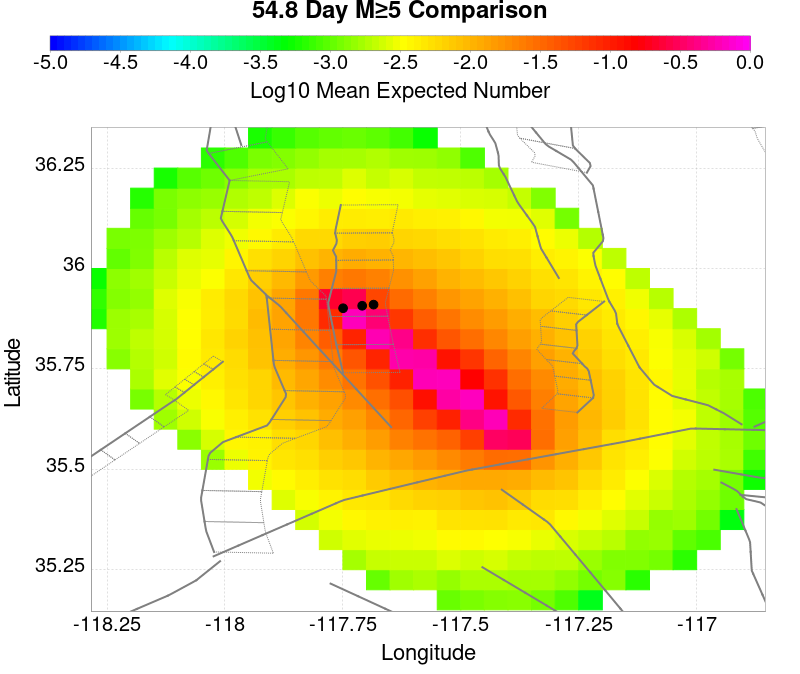 54.8 Day M≥5 Comparison
-5.0 -4.5 -4.0 -3.5 -3.0 -2.5 -2.0 -1.5 -1.0 -0.5 0.0
Log10 Mean Expected Number
36.25
36
35.75
35.5
35.25
Latitude
-118.25 -118 -117.75 -117.5 -117.25 -117
Longitude